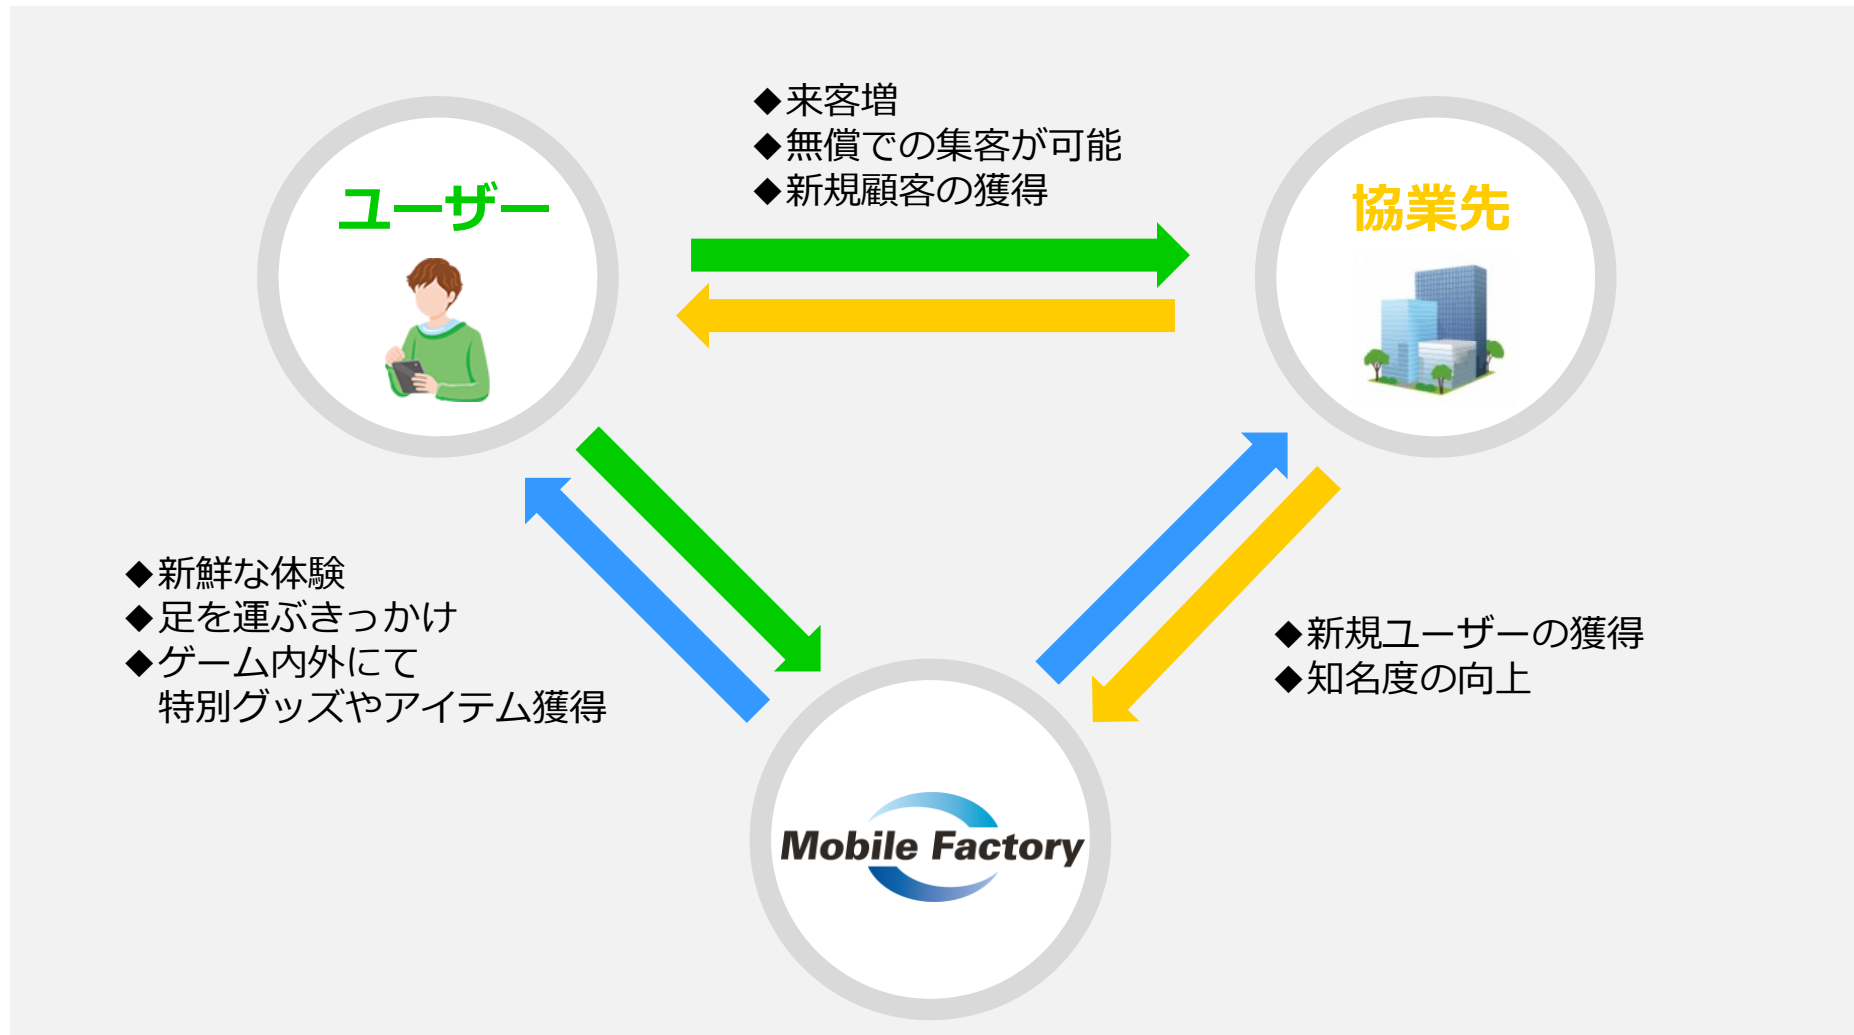 ◆来客増
◆無償での集客が可能
◆新規顧客の獲得
ユーザー
協業先
◆新鮮な体験
◆足を運ぶきっかけ
◆ゲーム内外にて
特別グッズやアイテム獲得
◆新規ユーザーの獲得
◆知名度の向上
Mobile Factory